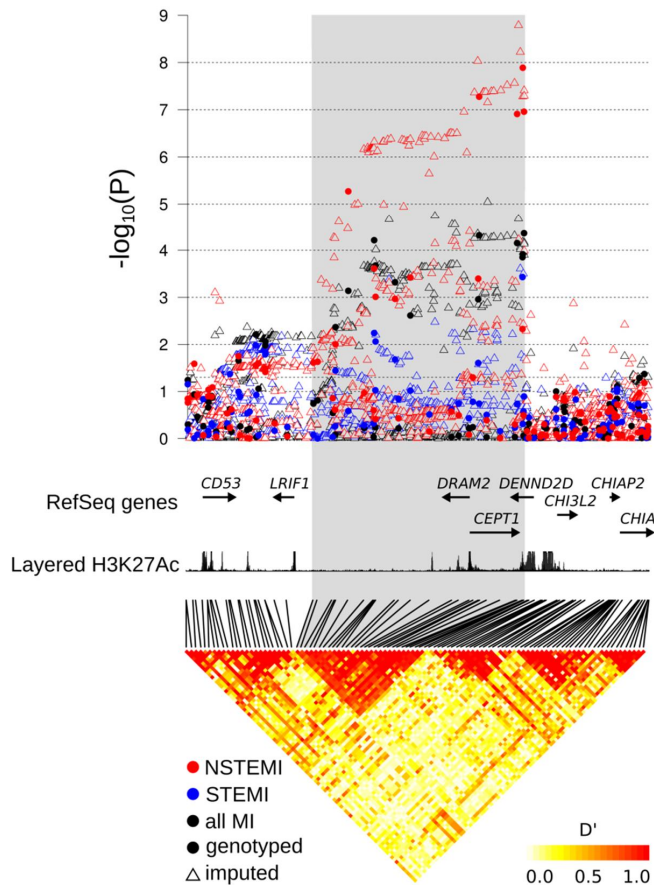 9
8
7
6
5
4
3
2
1
0
-log10(P)
RefSeq genes
CD53
LRIF1
DRAM2
DENND2D
CHIAP2
CHI3L2
CEPT1
CHIA
Layered H3K27Ac
NSTEMI
STEMI
all MI
genotyped
imputed
D'
0.0 0.5 1.0